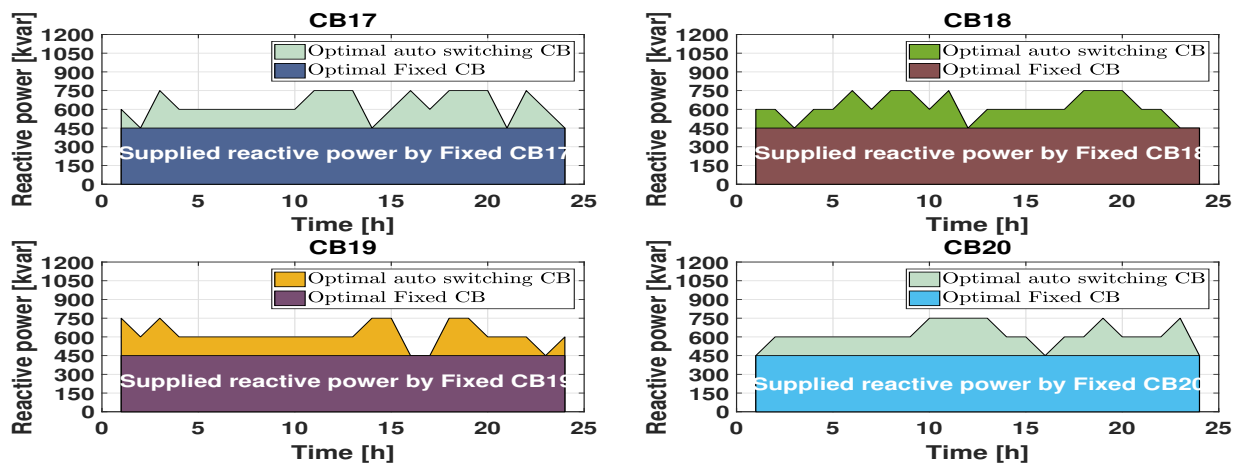 CB17
Reactive power [kvar]
1200
1050
900
750
600
450
300
150
0
Optimal auto switching CB
Optimal Fixed CB
Supplied reactive power by Fixed CB17
0 5 10 15 20 25
Time [h]
CB18
Reactive power [kvar]
1200
1050
900
750
600
450
300
150
0
Optimal auto switching CB
Optimal Fixed CB
Supplied reactive power by Fixed CB18
0 5 10 15 20 25
Time [h]
CB19
Reactive power [kvar]
1200
1050
900
750
600
450
300
150
0
Optimal auto switching CB
Optimal Fixed CB
Supplied reactive power by Fixed CB19
0 5 10 15 20 25
Time [h]
CB20
Reactive power [kvar]
1200
1050
900
750
600
450
300
150
0
Optimal auto switching CB
Optimal Fixed CB
Supplied reactive power by Fixed CB20
0 5 10 15 20 25
Time [h]